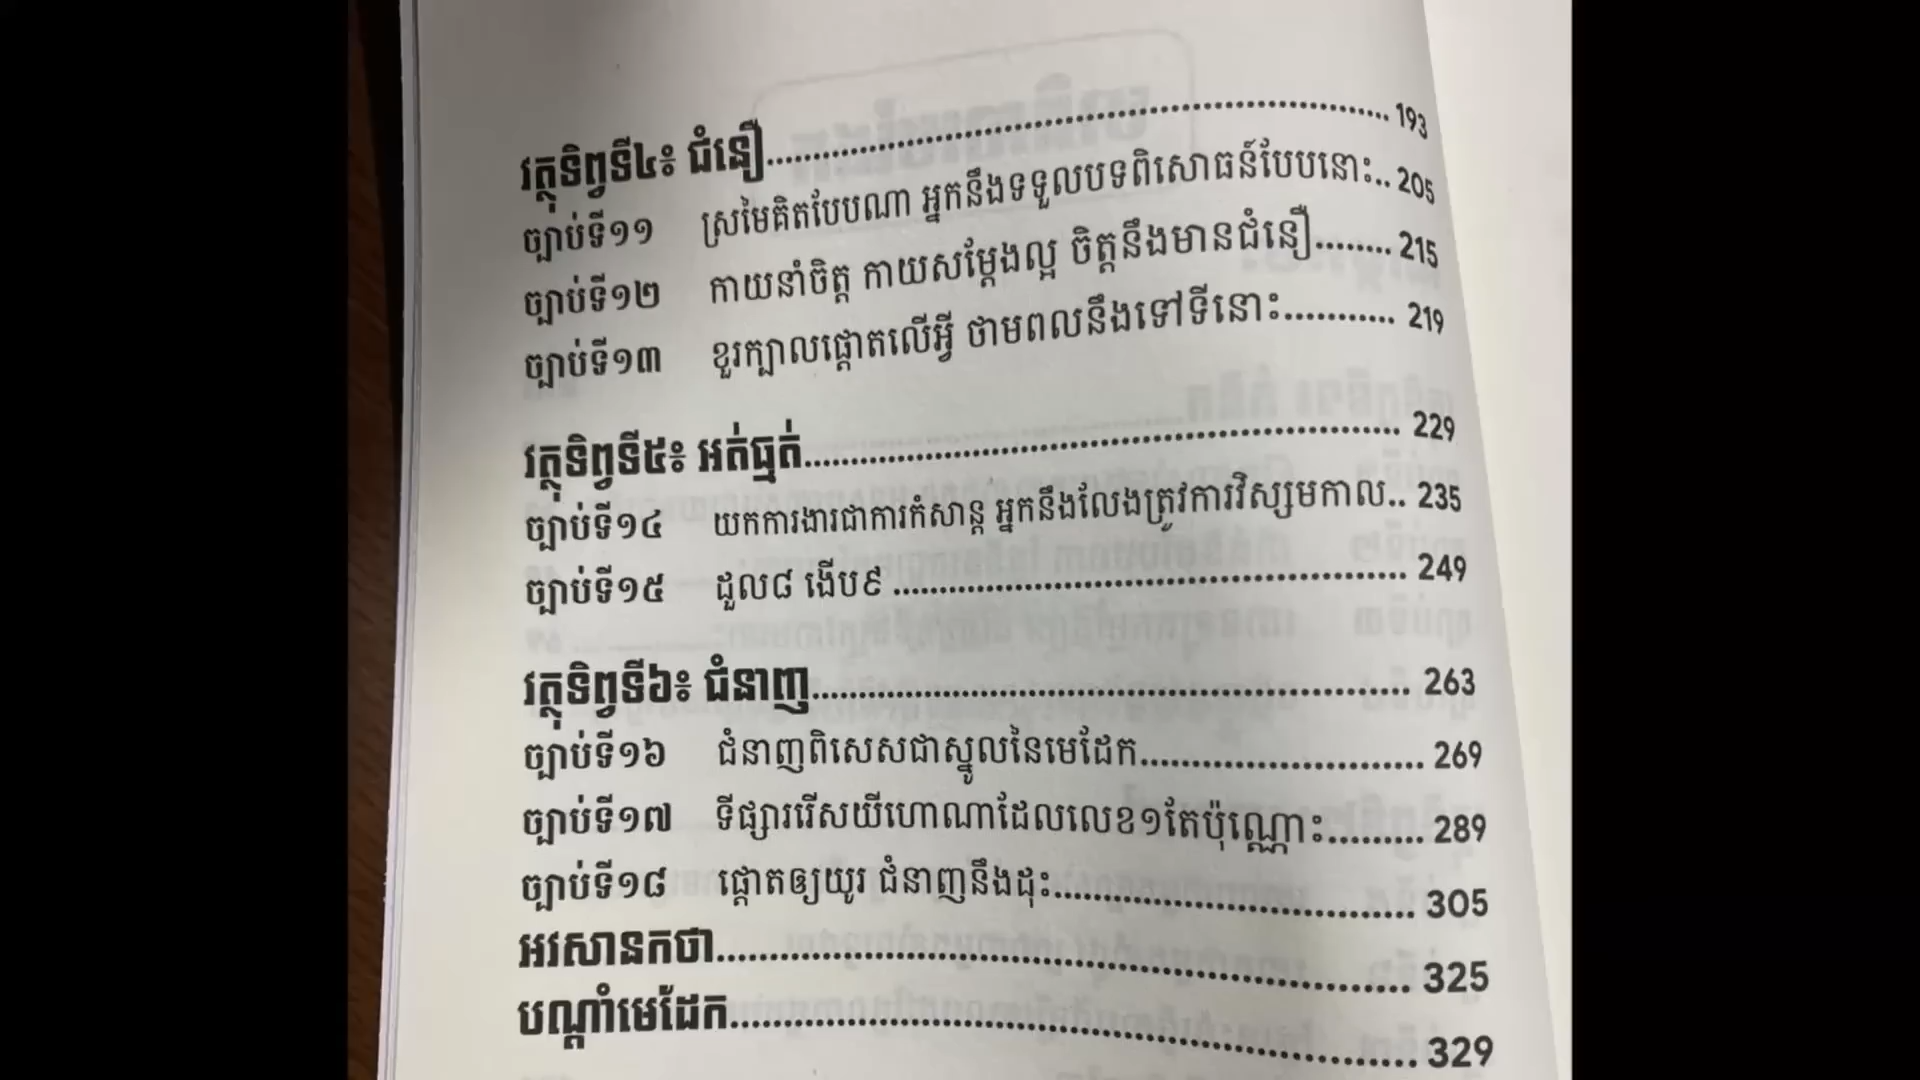 វត្ថុទិព្វទី៤៖ ជំនឿ................................................ 193
ច្បាប់ទី១១ ស្រមៃគិតបែបណា អ្នកនឹងទទួលបទពិសោធន៍បែបនោះ.. 205
ច្បាប់ទី១២ កាយនាំចិត្ត កាយសម្ដែងល្អ ចិត្តនឹងមានជំនឿ........ 215
ច្បាប់ទី១៣ ខួរក្បាលផ្ដោតលើអ្វី ថាមពលនឹងទៅទីនោះ........... 219
វត្ថុទិព្វទី៥៖ អត់ធ្មត់................................................ 229
ច្បាប់ទី១៤ យកការងារជាការកំសាន្ត អ្នកនឹងលែងត្រូវការវិស្សមកាល.. 235
ច្បាប់ទី១៥ ដួល៨ ងើប៩ ................................................ 249
វត្ថុទិព្វទី៦៖ ជំនាញ................................................ 263
ច្បាប់ទី១៦ ជំនាញពិសេសជាស្នូលនៃមេដែក........................... 269
ច្បាប់ទី១៧ ទីផ្សាររើសយីហោណាដែលលេខ១តែប៉ុណ្ណោះ......... 289
ច្បាប់ទី១៨ ផ្ដោតឲ្យយូរ ជំនាញនឹងដុះ................................... 305
អវសានកថា................................................ 325
បណ្ដាំមេដែក................................................ 329